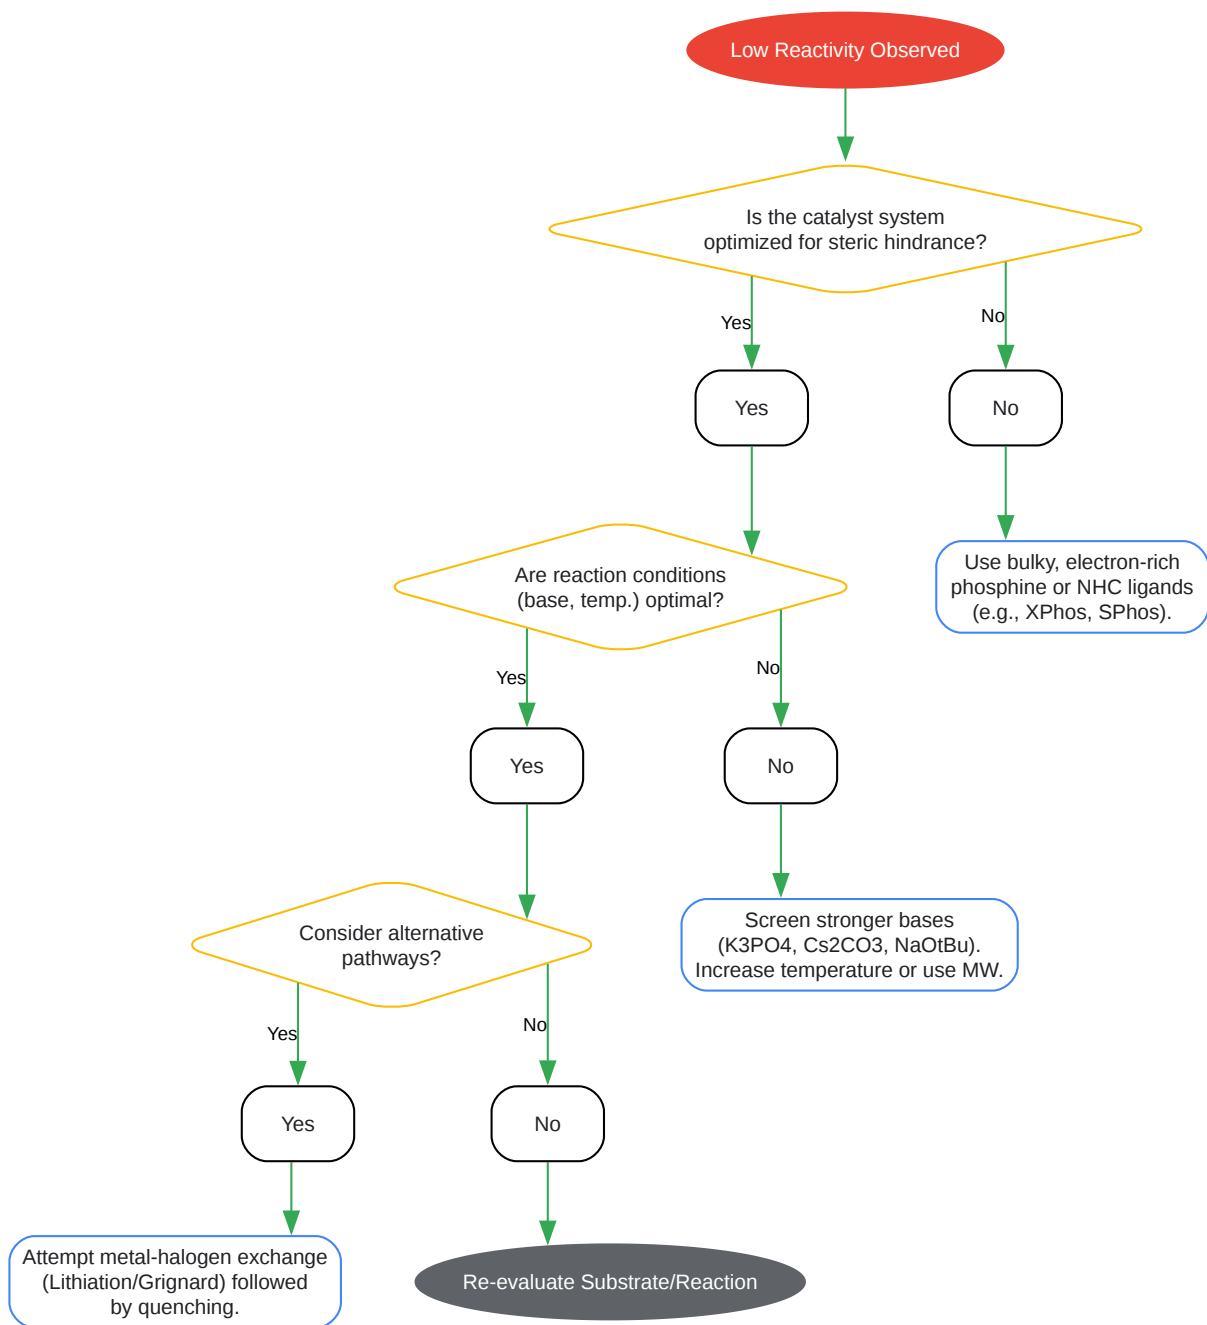 Low Reactivity Observed
Is the catalyst system
optimized for steric hindrance?
Yes
No
Yes
No
Use bulky, electron-rich
phosphine or NHC ligands
(e.g., XPhos, SPhos).
Are reaction conditions
(base, temp.) optimal?
Yes
No
Yes
No
Screen stronger bases
(K3PO4, Cs2CO3, NaOtBu).
Increase temperature or use MW.
Consider alternative
pathways?
Yes
No
Yes
No
Attempt metal-halogen exchange
(Lithiation/Grignard) followed
by quenching.
Re-evaluate Substrate/Reaction